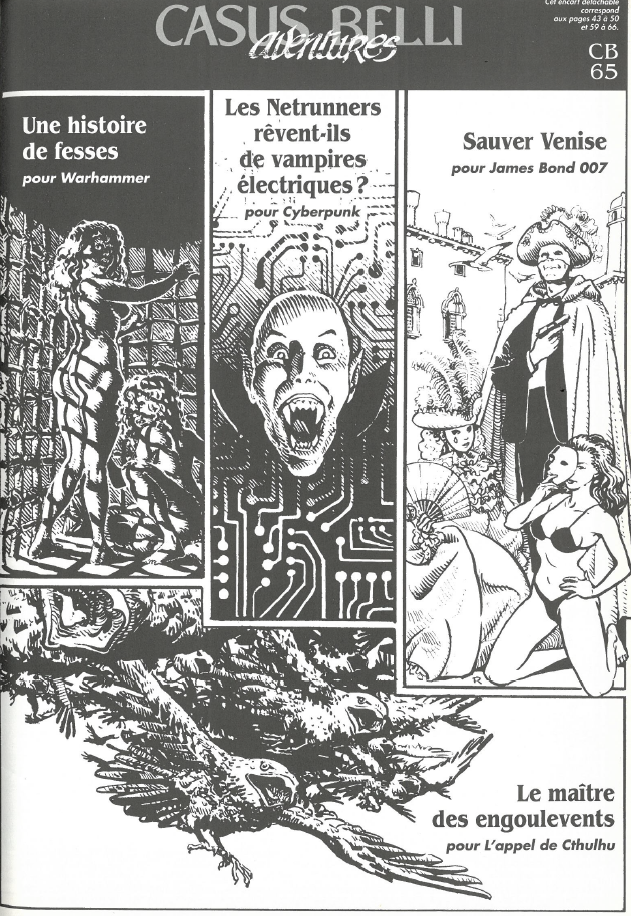 CASUS BELLI
aventures
Cet encart détachable
correspond
aux pages 43 à 50
et 59 à 66.
CB
65
Une histoire
de fesses
pour Warhammer
Les Netrunners
rêvent-ils
de vampires
électriques ?
pour Cyberpunk
Sauver Venise
pour James Bond 007
R
Le maître
des engoulevents
pour L'appel de Cthulhu